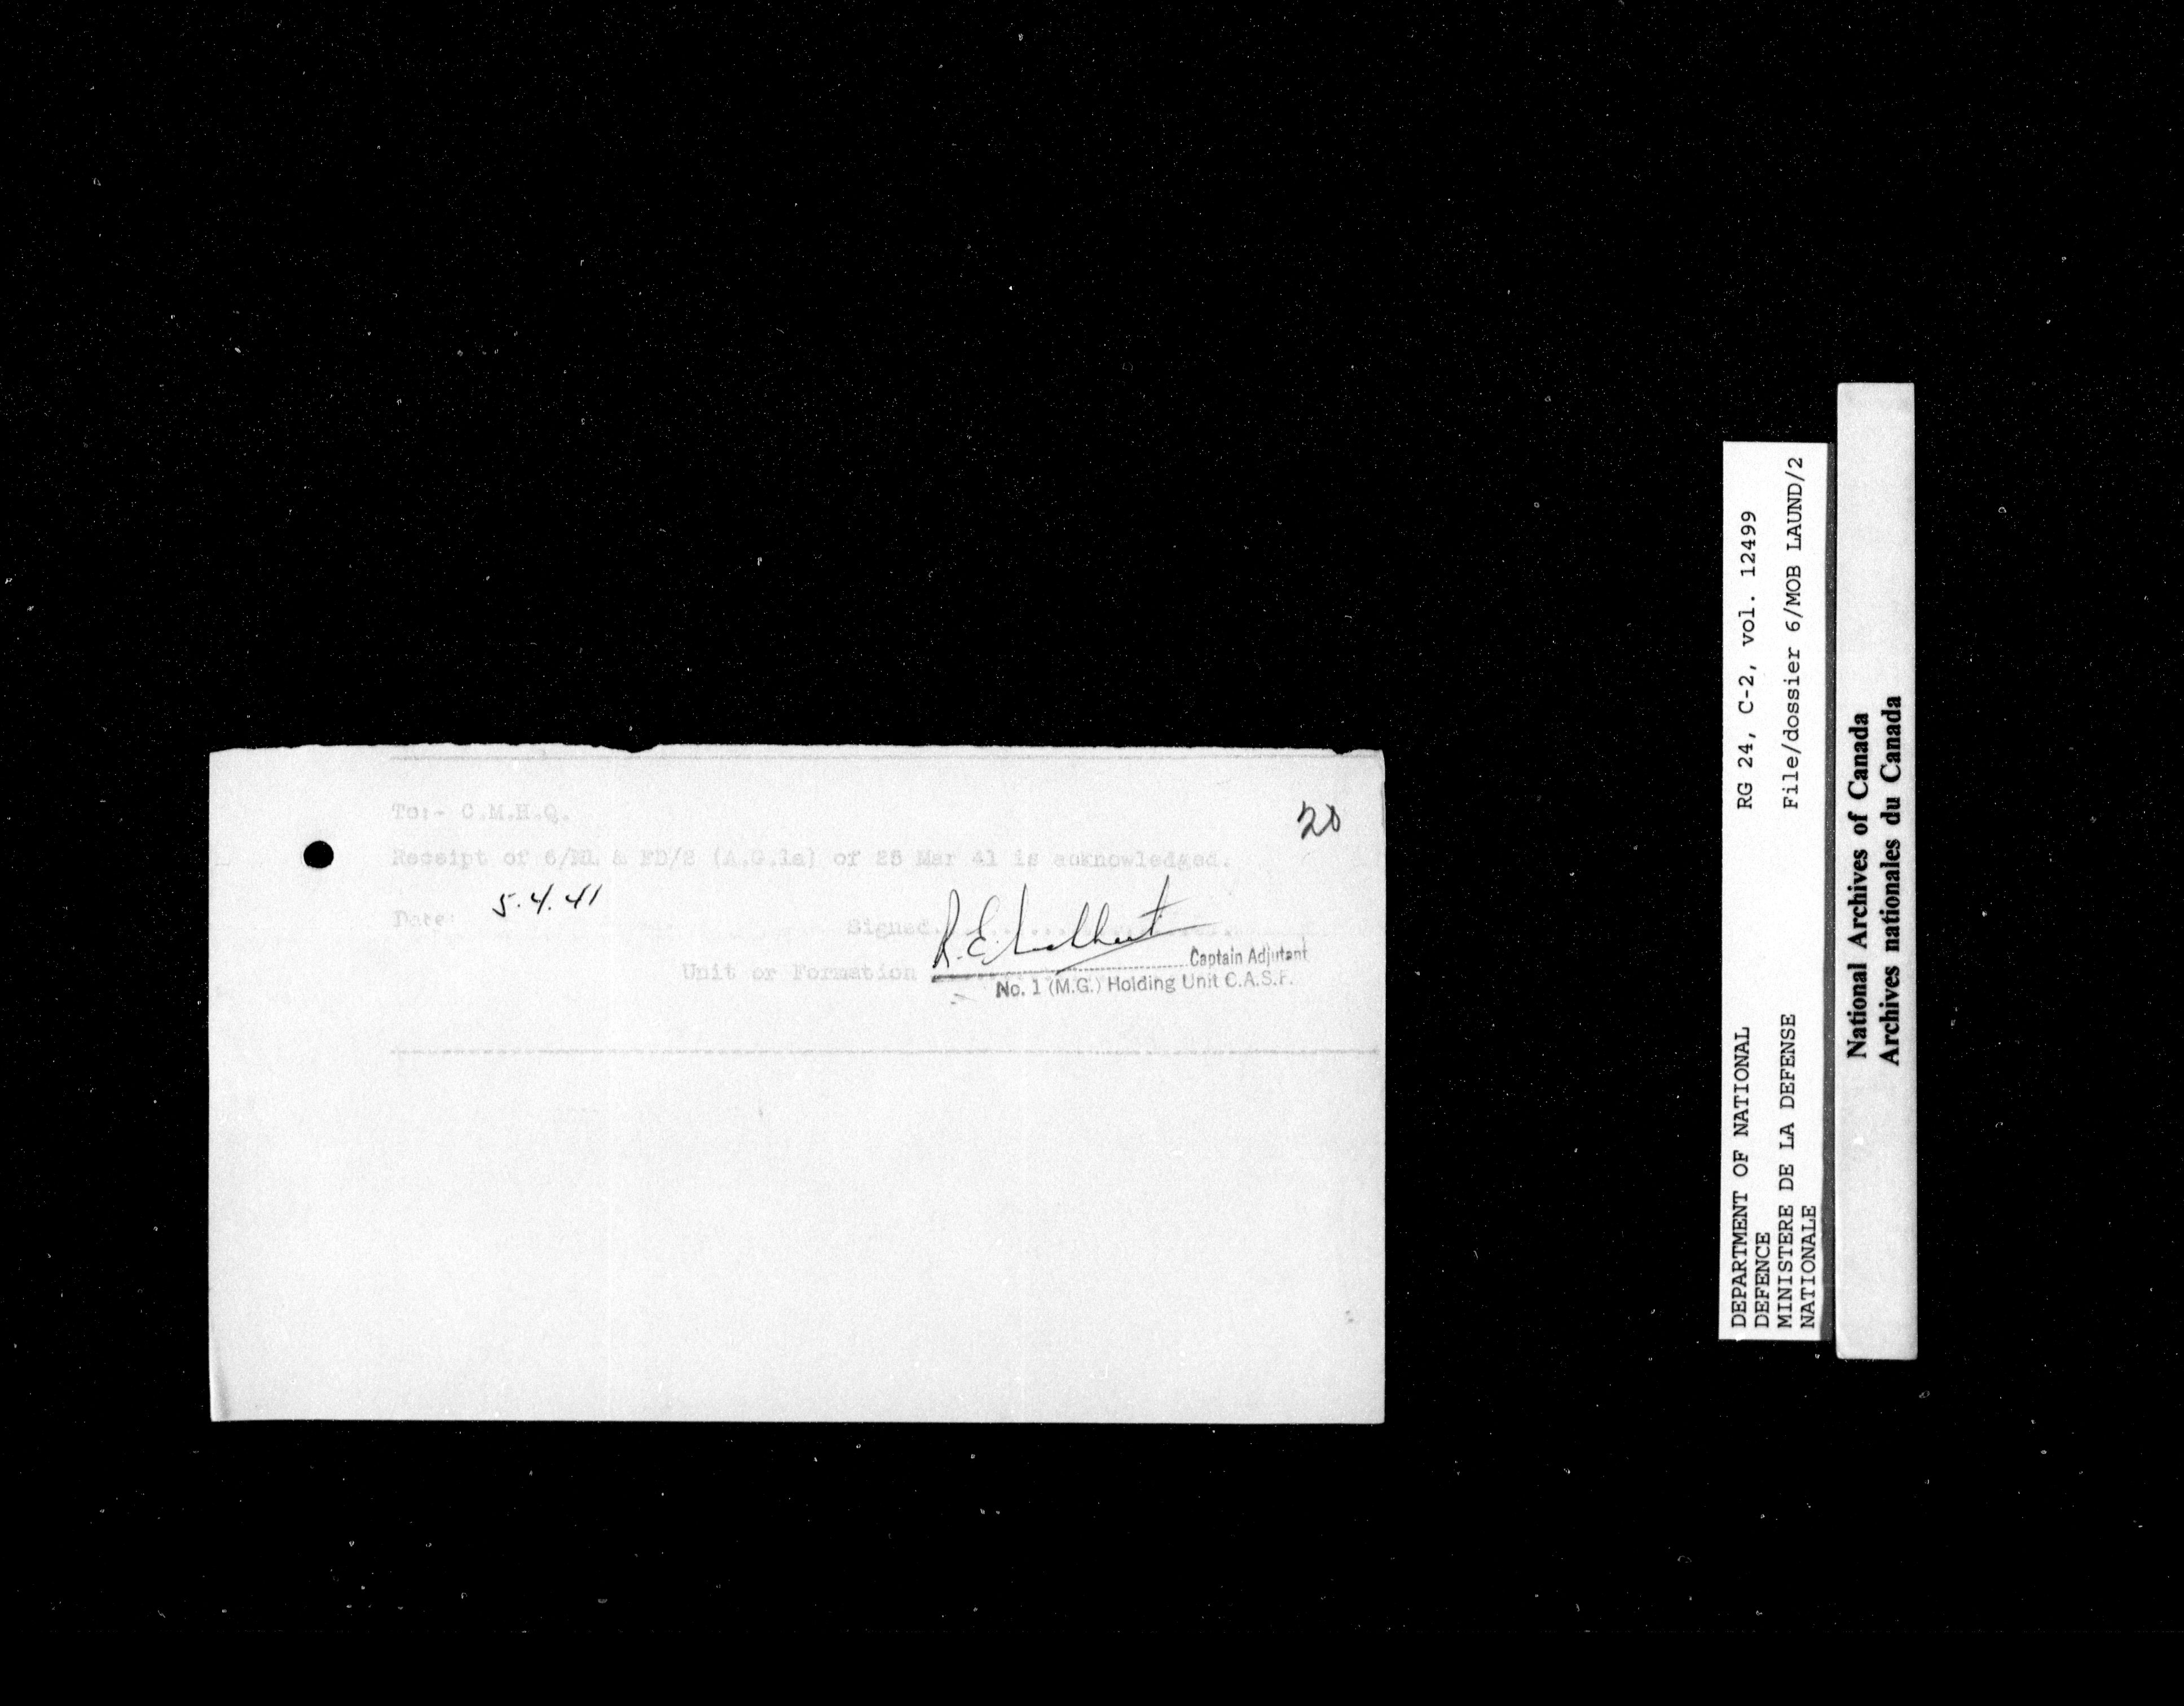 To:- C.M.H.Q.
20
Receipt of 6/ML & FD/2 (A.G.1a) of 28 Mar 41 is acknowledged.
Date: 5.4.41
Signed. R.E.
Captain Adjutant
Unit or Formation
No. 1 (M.G.) Holding Unit C.A.S.F.
DEPARTMENT OF NATIONAL
DEFENCE
MINISTERE DE LA DEFENSE
NATIONALE
RG 24, C-2, vol. 12499
File/dossier 6/MOB LAUND/2
National Archives of Canada
Archives nationales du Canada